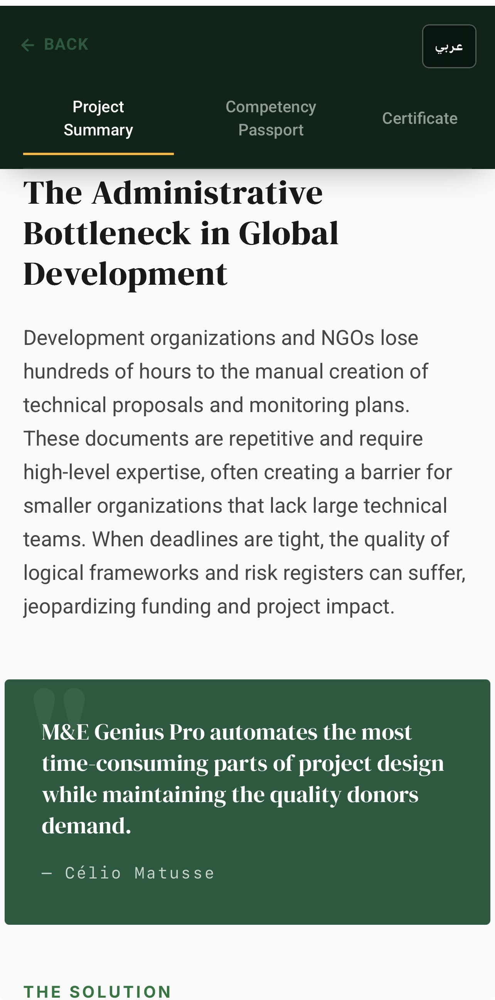 ← BACK
عربي
Project
Summary
Competency
Passport
Certificate
The Administrative
Bottleneck in Global
Development
Development organizations and NGOs lose
hundreds of hours to the manual creation of
technical proposals and monitoring plans.
These documents are repetitive and require
high-level expertise, often creating a barrier for
smaller organizations that lack large technical
teams. When deadlines are tight, the quality of
logical frameworks and risk registers can suffer,
jeopardizing funding and project impact.
"
M&E Genius Pro automates the most
time-consuming parts of project design
while maintaining the quality donors
demand.
— Célio Matusse
THE SOLUTION